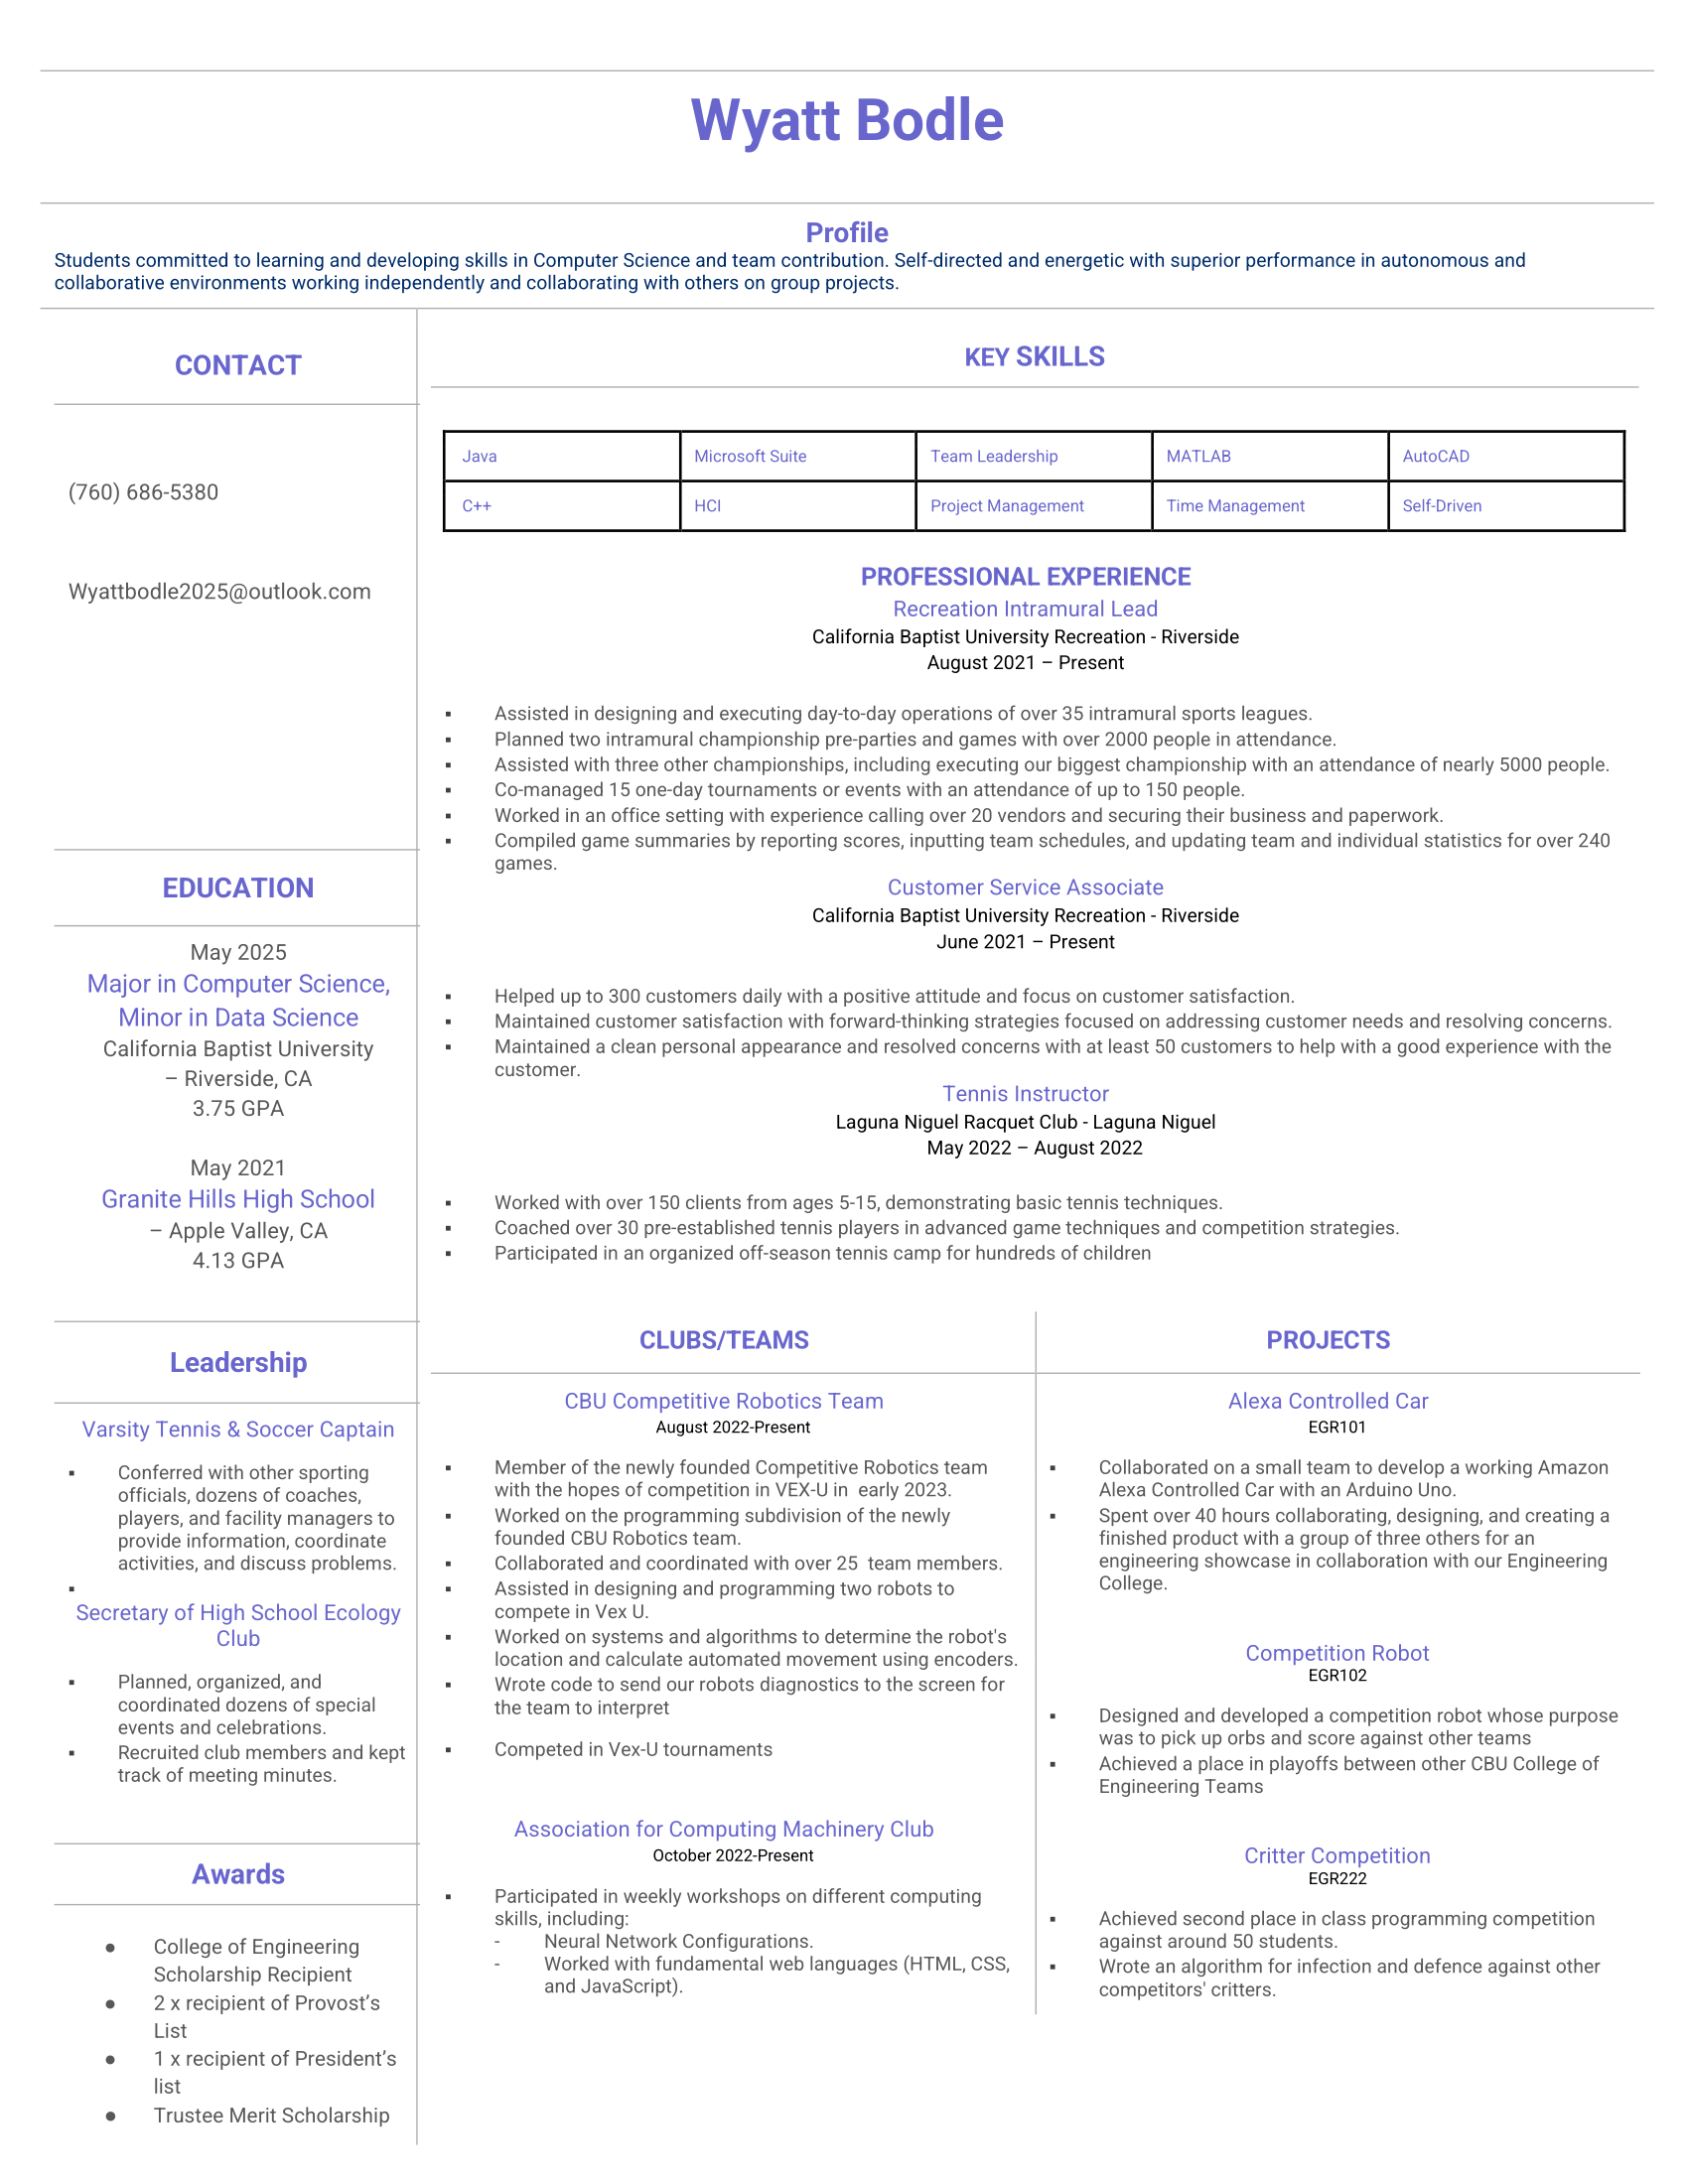 Wyatt Bodle
Profile
Students committed to learning and developing skills in Computer Science and team contribution. Self-directed and energetic with superior performance in autonomous and
collaborative environments working independently and collaborating with others on group projects.
CONTACT
(760) 686-5380
Wyattbodle2025@outlook.com
EDUCATION
May 2025
Major in Computer Science,
Minor in Data Science
California Baptist University
– Riverside, CA
3.75 GPA
May 2021
Granite Hills High School
– Apple Valley, CA
4.13 GPA
Leadership
Varsity Tennis & Soccer Captain
▪ Conferred with other sporting
officials, dozens of coaches,
players, and facility managers to
provide information, coordinate
activities, and discuss problems.
▪
Secretary of High School Ecology
Club
▪ Planned, organized, and
coordinated dozens of special
events and celebrations.
▪ Recruited club members and kept
track of meeting minutes.
Awards
● College of Engineering
Scholarship Recipient
● 2 x recipient of Provost’s
List
● 1 x recipient of President’s
list
● Trustee Merit Scholarship
KEY SKILLS
Java Microsoft Suite Team Leadership MATLAB AutoCAD
C++ HCI Project Management Time Management Self-Driven
PROFESSIONAL EXPERIENCE
Recreation Intramural Lead
California Baptist University Recreation - Riverside
August 2021 – Present
▪ Assisted in designing and executing day-to-day operations of over 35 intramural sports leagues.
▪ Planned two intramural championship pre-parties and games with over 2000 people in attendance.
▪ Assisted with three other championships, including executing our biggest championship with an attendance of nearly 5000 people.
▪ Co-managed 15 one-day tournaments or events with an attendance of up to 150 people.
▪ Worked in an office setting with experience calling over 20 vendors and securing their business and paperwork.
▪ Compiled game summaries by reporting scores, inputting team schedules, and updating team and individual statistics for over 240
games.
Customer Service Associate
California Baptist University Recreation - Riverside
June 2021 – Present
▪ Helped up to 300 customers daily with a positive attitude and focus on customer satisfaction.
▪ Maintained customer satisfaction with forward-thinking strategies focused on addressing customer needs and resolving concerns.
▪ Maintained a clean personal appearance and resolved concerns with at least 50 customers to help with a good experience with the
customer.
Tennis Instructor
Laguna Niguel Racquet Club - Laguna Niguel
May 2022 – August 2022
▪ Worked with over 150 clients from ages 5-15, demonstrating basic tennis techniques.
▪ Coached over 30 pre-established tennis players in advanced game techniques and competition strategies.
▪ Participated in an organized off-season tennis camp for hundreds of children
CLUBS/TEAMS
CBU Competitive Robotics Team
August 2022-Present
▪ Member of the newly founded Competitive Robotics team
with the hopes of competition in VEX-U in  early 2023.
▪ Worked on the programming subdivision of the newly
founded CBU Robotics team.
▪ Collaborated and coordinated with over 25  team members.
▪ Assisted in designing and programming two robots to
compete in Vex U.
▪ Worked on systems and algorithms to determine the robot's
location and calculate automated movement using encoders.
▪ Wrote code to send our robots diagnostics to the screen for
the team to interpret
▪ Competed in Vex-U tournaments
Association for Computing Machinery Club
October 2022-Present
▪ Participated in weekly workshops on different computing
skills, including:
- Neural Network Configurations.
- Worked with fundamental web languages (HTML, CSS,
and JavaScript).
PROJECTS
Alexa Controlled Car
EGR101
▪ Collaborated on a small team to develop a working Amazon
Alexa Controlled Car with an Arduino Uno.
▪ Spent over 40 hours collaborating, designing, and creating a
finished product with a group of three others for an
engineering showcase in collaboration with our Engineering
College.
Competition Robot
EGR102
▪ Designed and developed a competition robot whose purpose
was to pick up orbs and score against other teams
▪ Achieved a place in playoffs between other CBU College of
Engineering Teams
Critter Competition
EGR222
▪ Achieved second place in class programming competition
against around 50 students.
▪ Wrote an algorithm for infection and defence against other
competitors' critters.